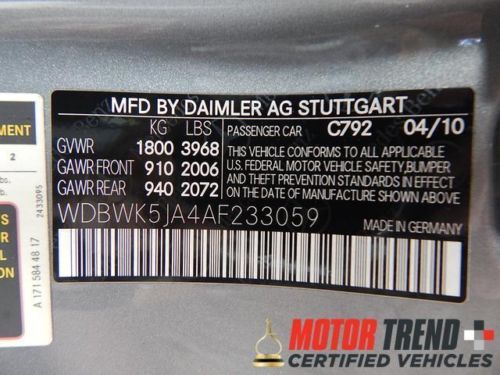 MFD BY DAIMLER AG STUTTGART
KG LBS PASSENGER CAR C792 04/10
GVWR 1800 3968
GAWR FRONT 910 2006
GAWR REAR 940 2072
THIS VEHICLE CONFORMS TO ALL APPLICABLE
U.S. FEDERAL MOTOR VEHICLE SAFETY, BUMPER
AND THEFT PREVENTION STANDARDS IN EFFECT ON
THE DATE OF MANUFACTURE SHOWN ABOVE.
MADE IN GERMANY
WDBWK5JA4AF233059
EMENT
2
2433095
A 171 584 48 17
MOTOR TREND
CERTIFIED VEHICLES